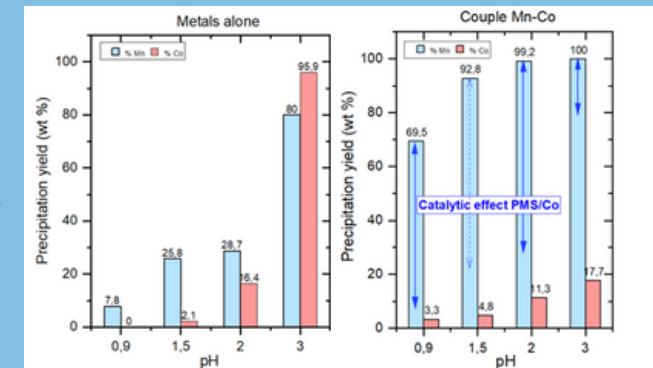 Metals alone
% Mn % Co
Precipitation yield (wt %)
100
80
60
40
20
0
7,8
0
25,8
2,1
28,7
16,4
80
95,9
0,9 1,5 2 3
pH
Couple Mn-Co
% Mn % Co
Precipitation yield (wt %)
100
80
60
40
20
0
69,5
3,3
92,8
4,8
99,2
11,3
100
17,7
Catalytic effect PMS/Co
0,9 1,5 2 3
pH